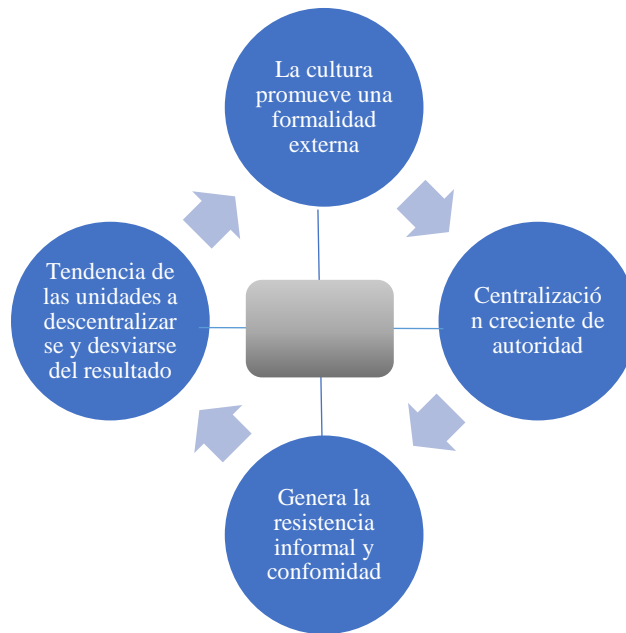 La cultura
promueve una
formalidad
externa
Centralizació
n creciente de
autoridad
Genera la
resistencia
informal y
confomidad
Tendencia de
las unidades a
descentralizar
se y desviarse
del resultado